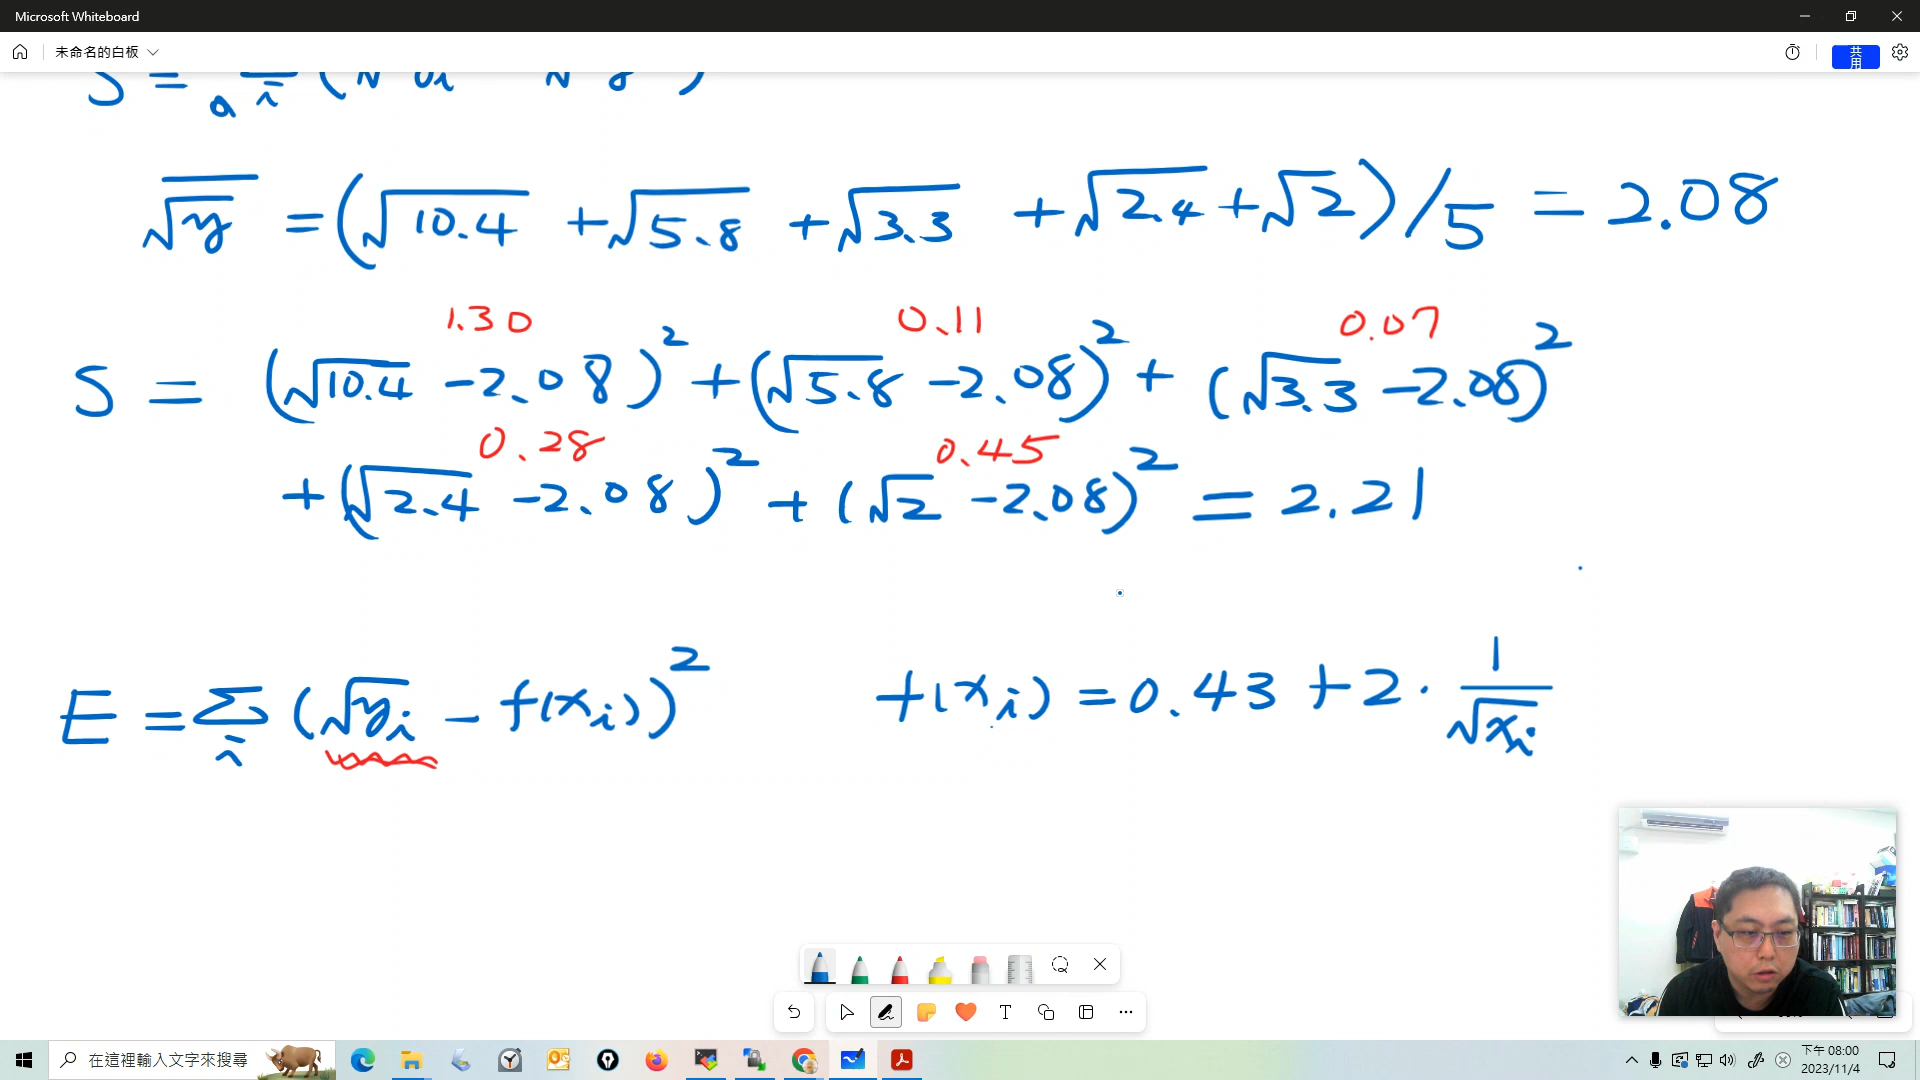 Microsoft Whiteboard
未命名的白板
共用
√y = (√10.4 + √5.8 + √3.3 + √2.4 + √2) / 5 = 2.08
1.30 0.11 0.07
S = (√10.4 - 2.08)² + (√5.8 - 2.08)² + (√3.3 - 2.08)²
0.28 0.45
+ (√2.4 - 2.08)² + (√2 - 2.08)² = 2.21
E = Σi (√yi - f(xi))² f(xi) = 0.43 + 2 · 1/√xi
T
在這裡輸入文字來搜尋
下午 08:00
2023/11/4